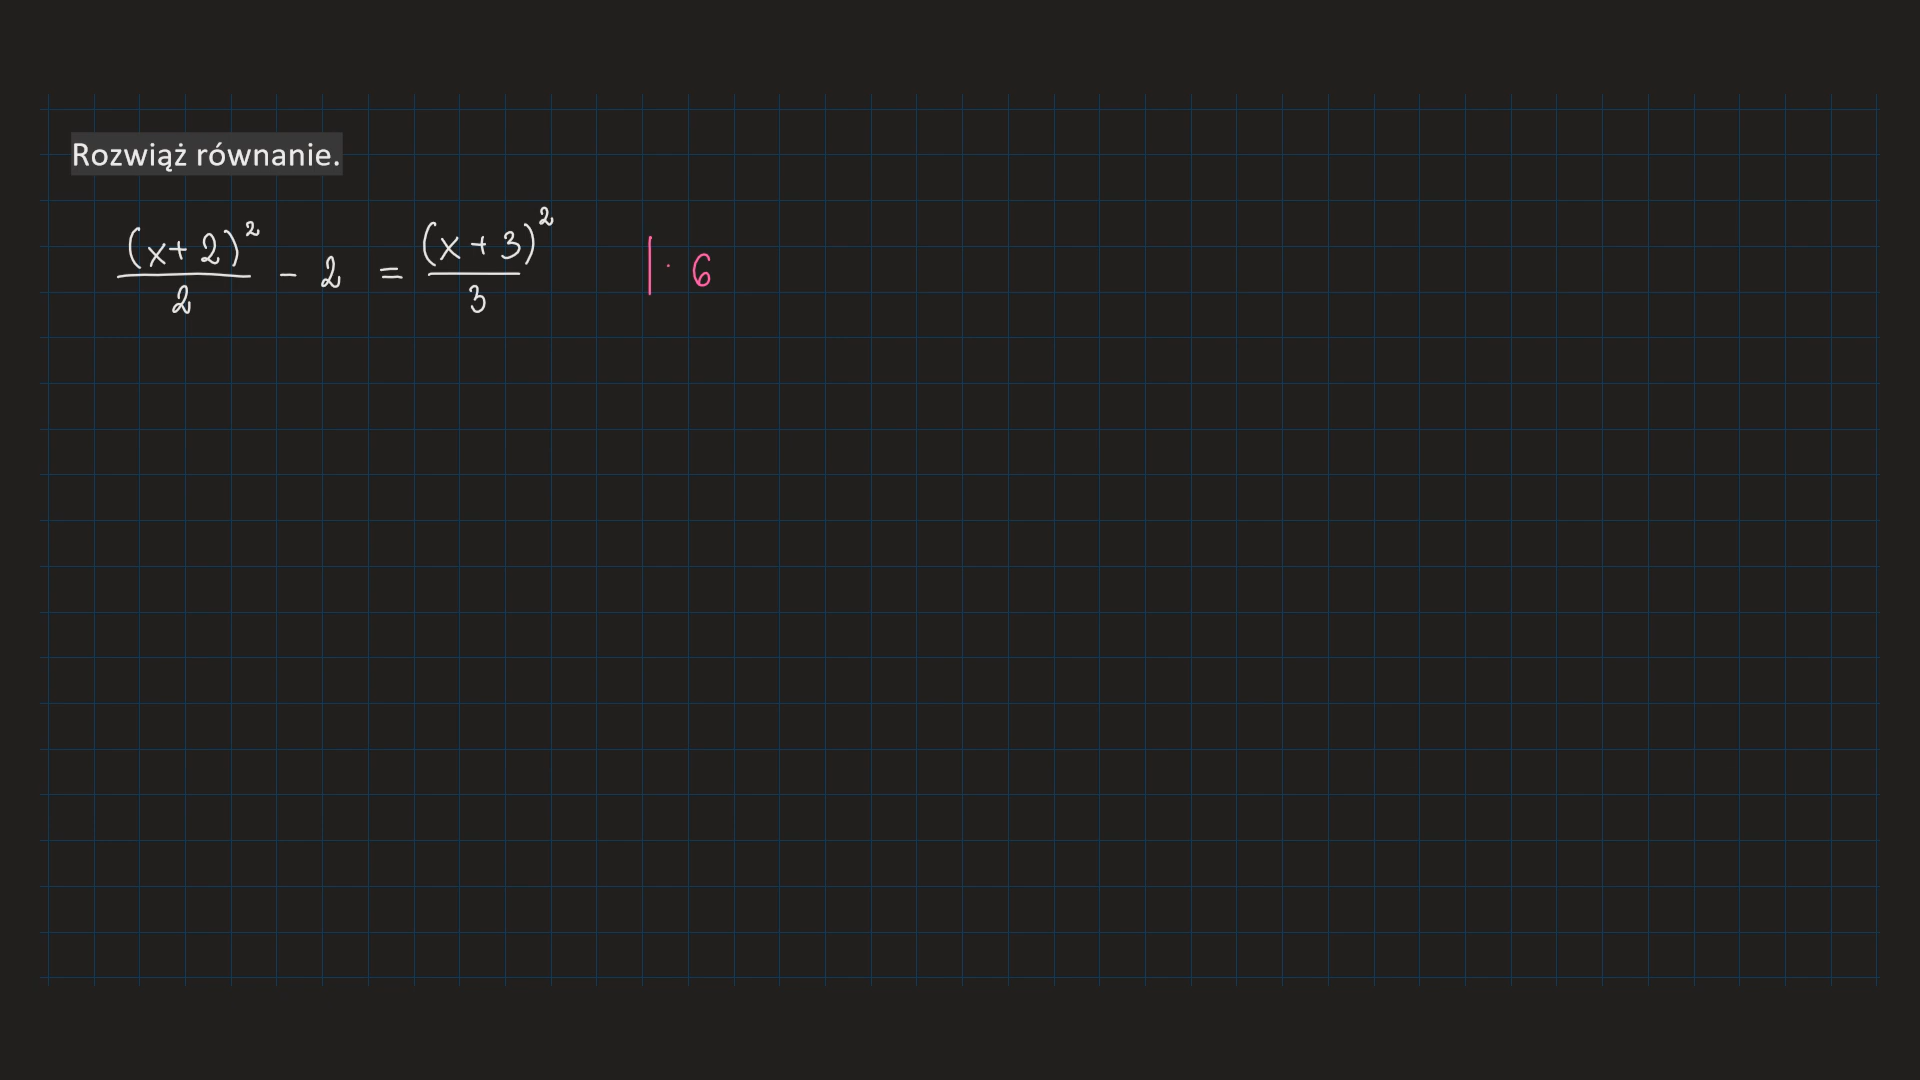 Rozwiąż równanie.
(x+2)²/2 - 2 = (x+3)²/3 | · 6